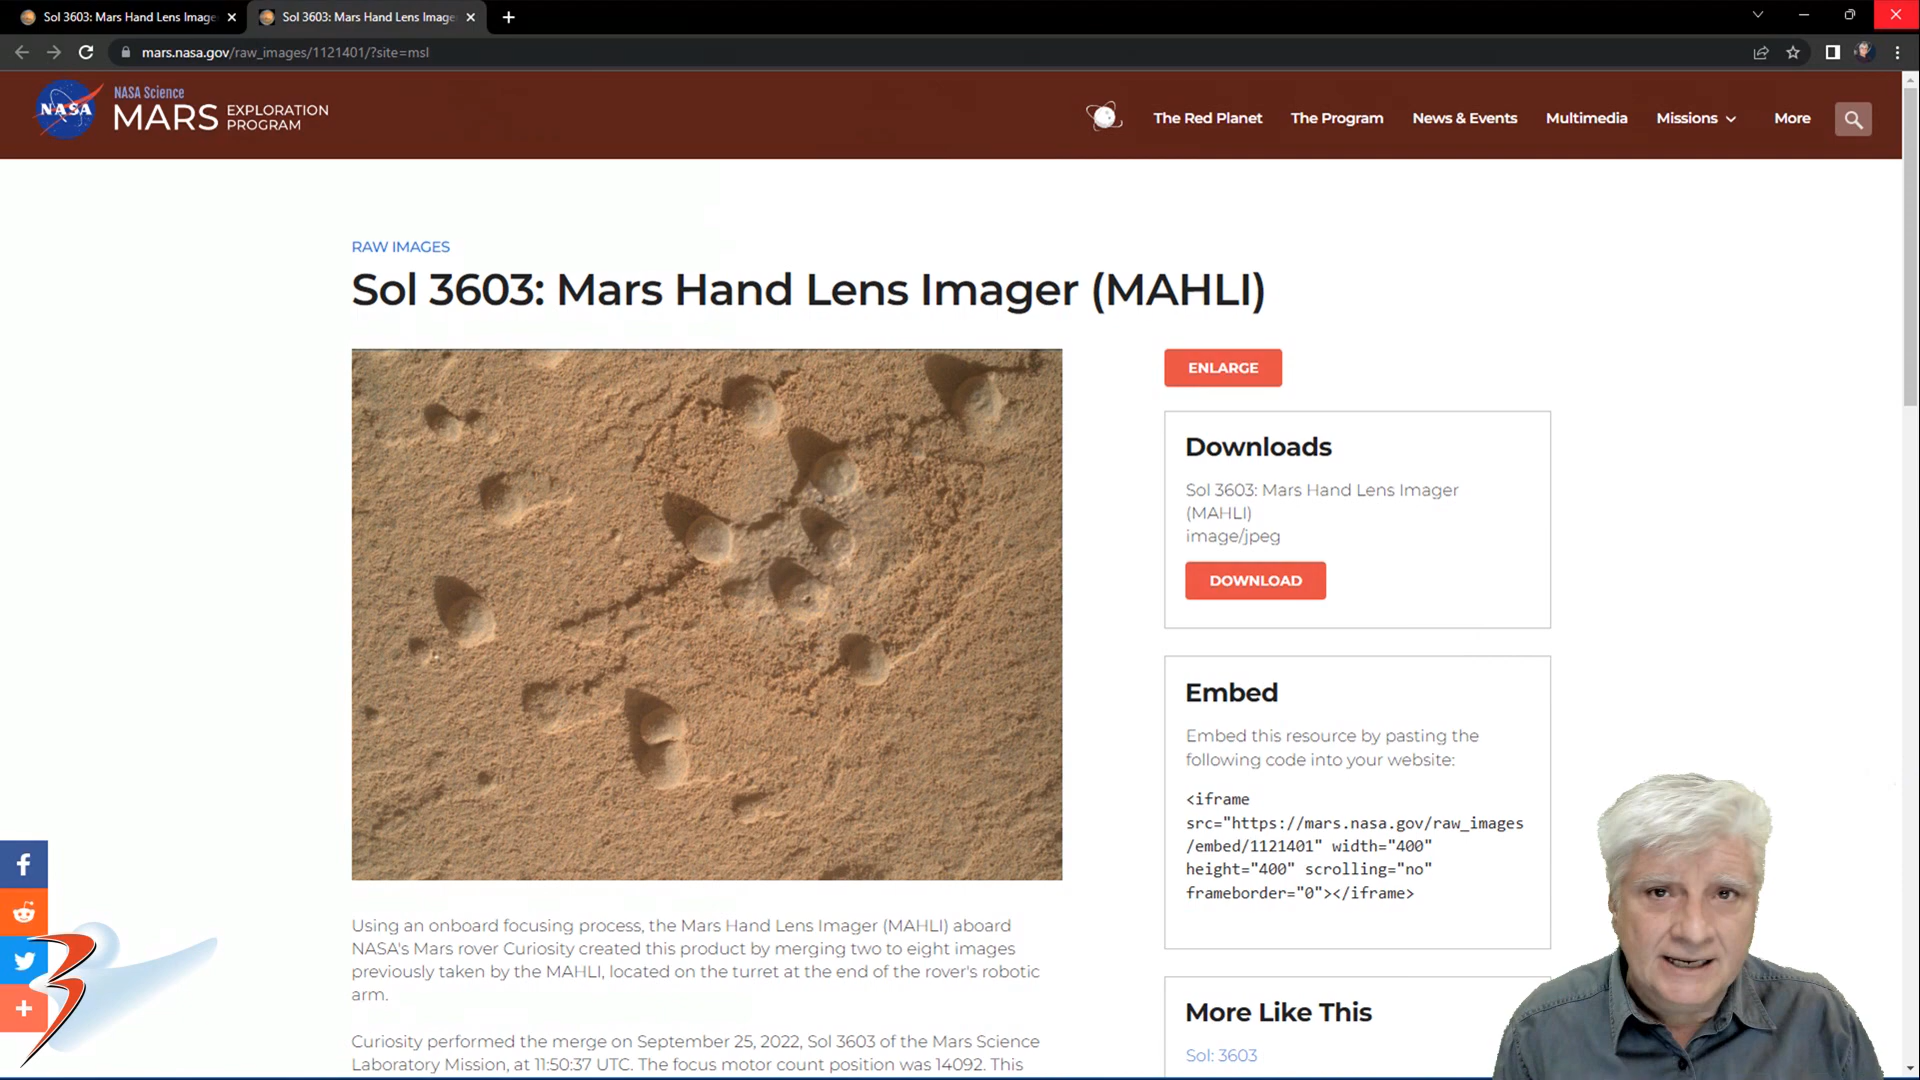 Sol 3603: Mars Hand Lens Image
Sol 3603: Mars Hand Lens Image
mars.nasa.gov/raw_images/1121401/?site=msl
NASA
NASA Science
MARS EXPLORATION PROGRAM
The Red Planet
The Program
News & Events
Multimedia
Missions
More
RAW IMAGES
Sol 3603: Mars Hand Lens Imager (MAHLI)
ENLARGE
Downloads
Sol 3603: Mars Hand Lens Imager
(MAHLI)
image/jpeg
DOWNLOAD
Embed
Embed this resource by pasting the
following code into your website:
<iframe
src="https://mars.nasa.gov/raw_images
/embed/1121401" width="400"
height="400" scrolling="no"
frameborder="0"></iframe>
Using an onboard focusing process, the Mars Hand Lens Imager (MAHLI) aboard
NASA's Mars rover Curiosity created this product by merging two to eight images
previously taken by the MAHLI, located on the turret at the end of the rover's robotic
arm.
Curiosity performed the merge on September 25, 2022, Sol 3603 of the Mars Science
Laboratory Mission, at 11:50:37 UTC. The focus motor count position was 14092. This
More Like This
Sol: 3603